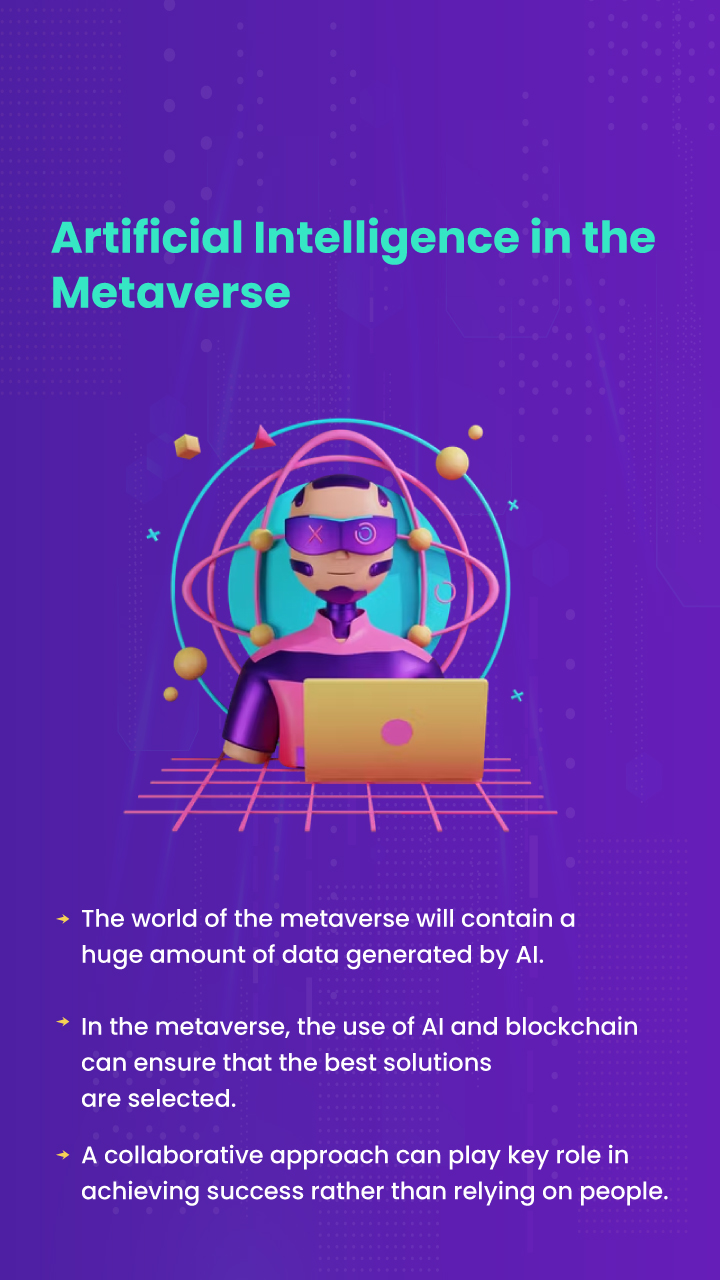 Artificial Intelligence in the
Metaverse
The world of the metaverse will contain a
huge amount of data generated by AI.
In the metaverse, the use of AI and blockchain
can ensure that the best solutions
are selected.
A collaborative approach can play key role in
achieving success rather than relying on people.